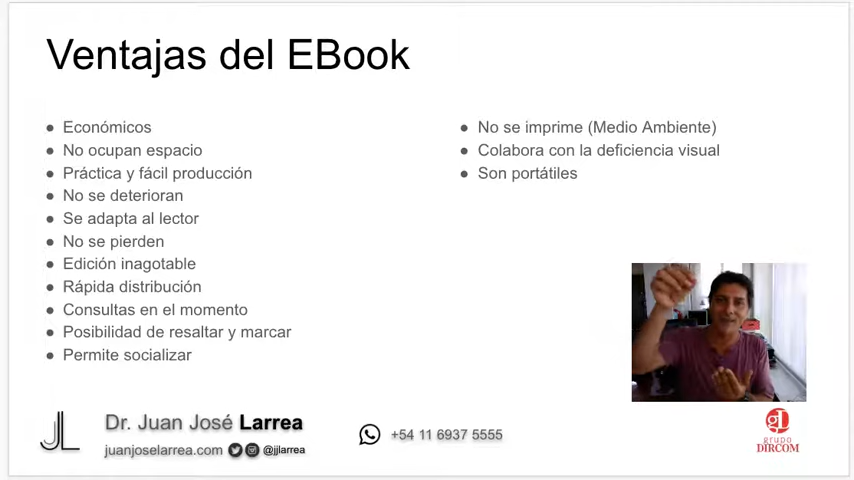 Ventajas del EBook
Económicos
No ocupan espacio
Práctica y fácil producción
No se deterioran
Se adapta al lector
No se pierden
Edición inagotable
Rápida distribución
Consultas en el momento
Posibilidad de resaltar y marcar
Permite socializar
No se imprime (Medio Ambiente)
Colabora con la deficiencia visual
Son portátiles
JL
Dr. Juan José Larrea
juanjoselarrea.com @jjlarrea
+54 11 6937 5555
gD
grupo
DIRCOM